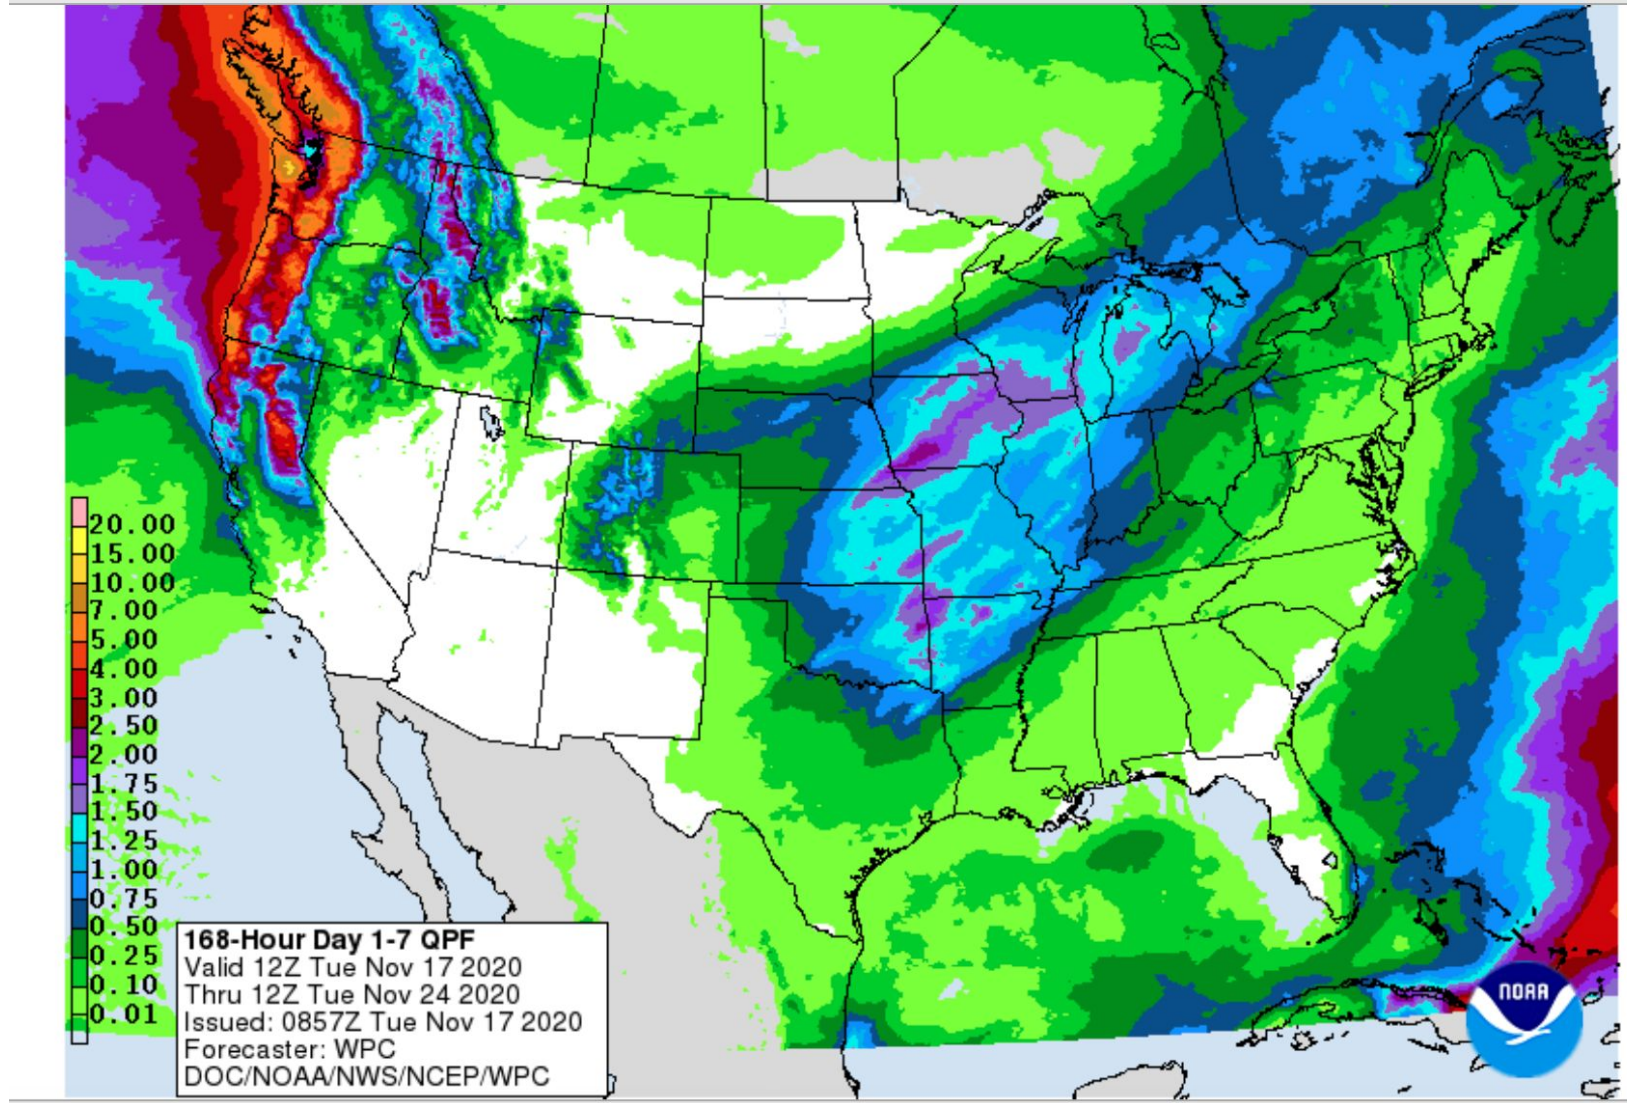 20.00
15.00
10.00
7.00
5.00
4.00
3.00
2.50
2.00
1.75
1.50
1.25
1.00
0.75
0.50
0.25
0.10
0.01
168-Hour Day 1-7 QPF
Valid 12Z Tue Nov 17 2020
Thru 12Z Tue Nov 24 2020
Issued: 0857Z Tue Nov 17 2020
Forecaster: WPC
DOC/NOAA/NWS/NCEP/WPC
NOAA